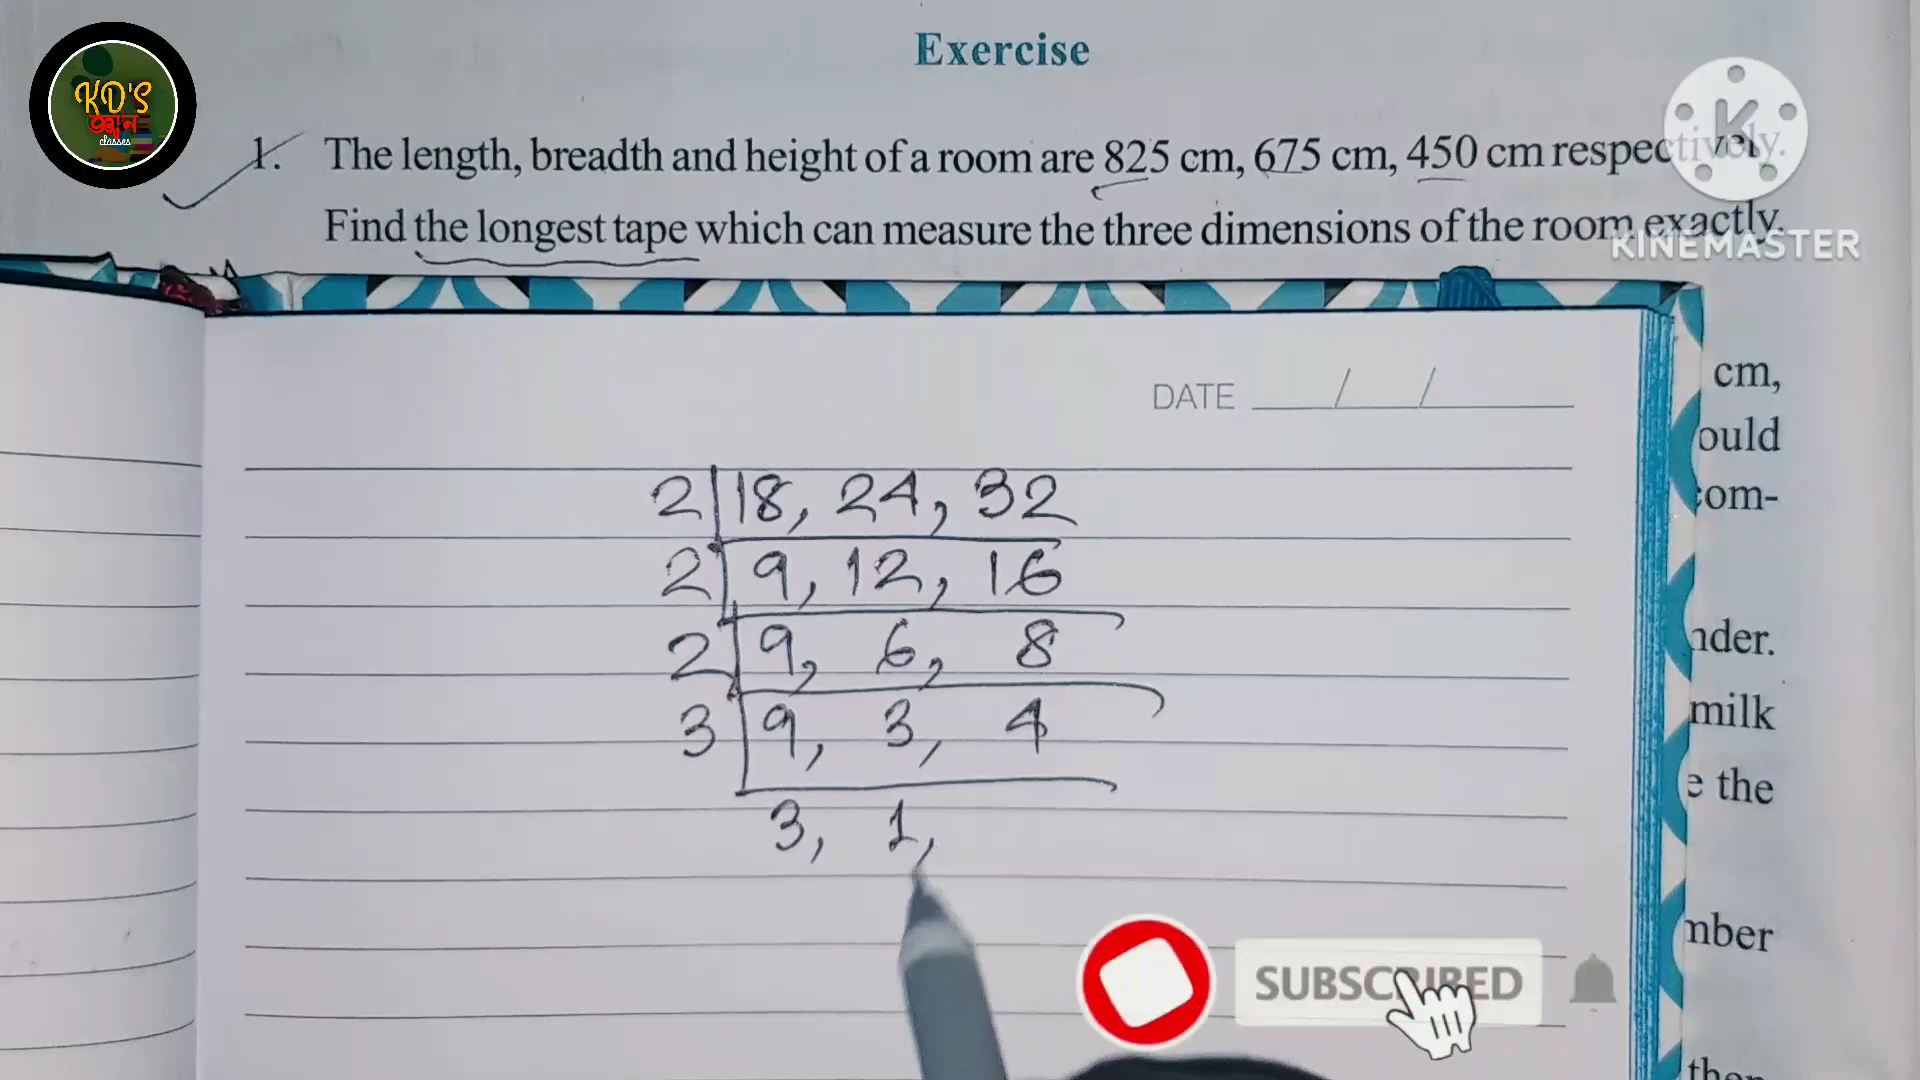 KD'S
জ্ঞান
classes
Exercise
1. The length, breadth and height of a room are 825 cm, 675 cm, 450 cm respectively.
Find the longest tape which can measure the three dimensions of the room exactly.
K
KINEMASTER
cm,
ould
com-
nder.
milk
e the
mber
then
DATE / /
2 18, 24, 32
2 9, 12, 16
2 9, 6, 8
3 9, 3, 4
3, 1,
SUBSCRIBED